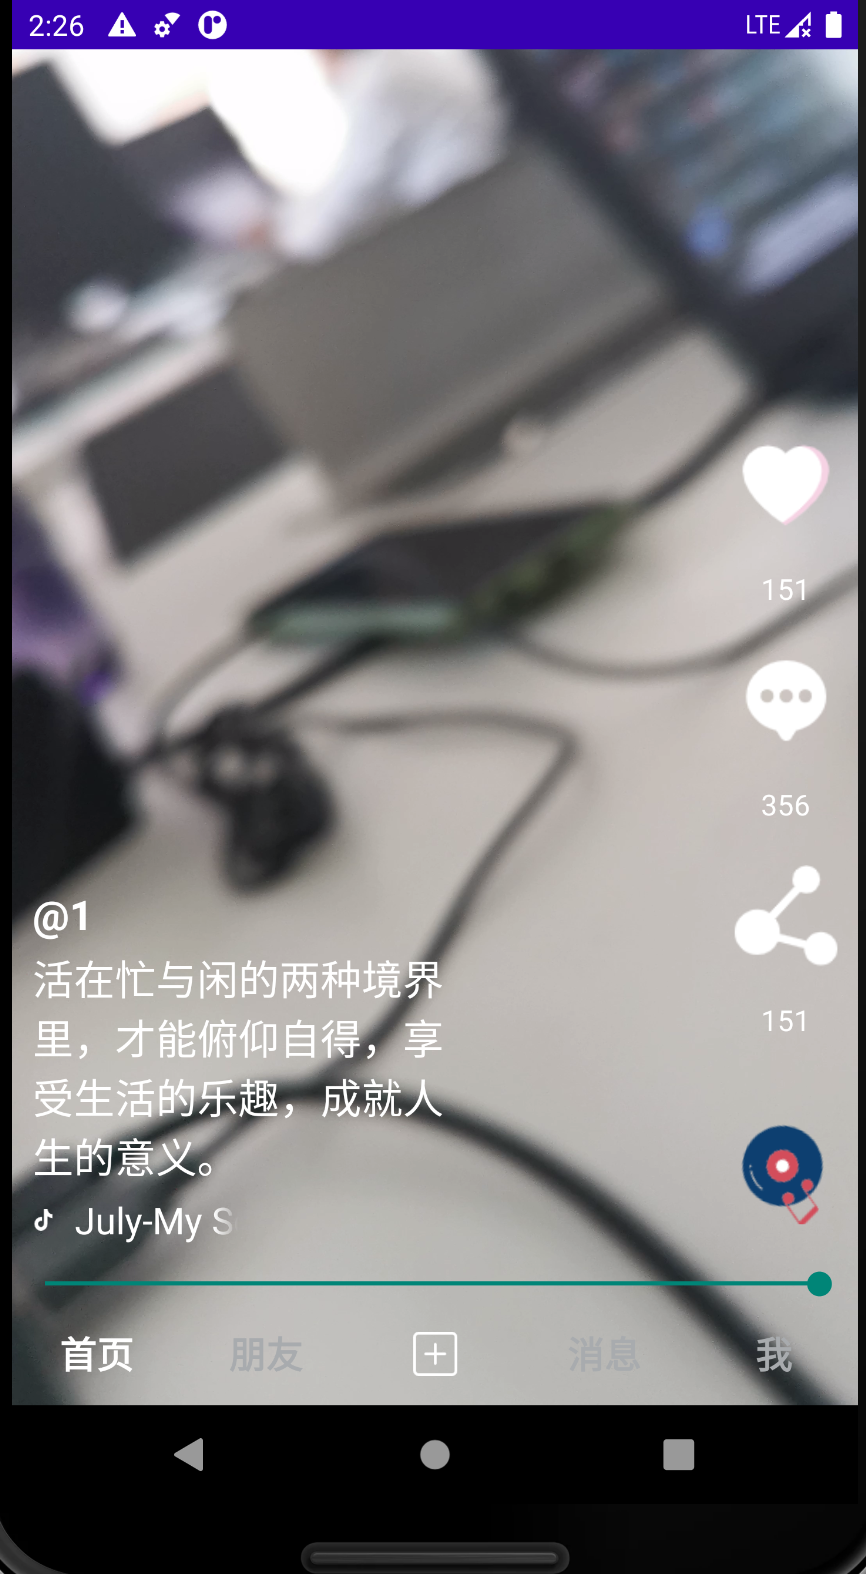 2:26
LTE
151
356
151
@1
活在忙与闲的两种境界
里，才能俯仰自得，享
受生活的乐趣，成就人
生的意义。
July-My S
首页 朋友 消息 我